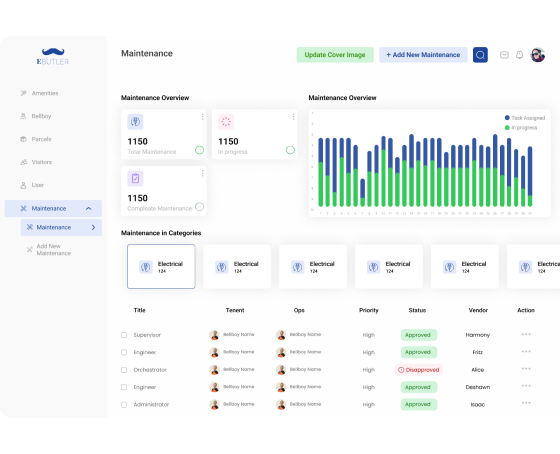 EBUTLER
Amenities
Bellbay
Parcels
Visitors
User
Maintenance
Maintenance
Add New
Maintenance
Maintenance
Update Cover Image
+ Add New Maintenance
Maintenance Overview
1150
Total Maintenance
1150
In progress
1150
Compleate Maintenance
Maintenance Overview
Task Assigned
In progress
Maintenance in Categories
Electrical
124
Electrical
124
Electrical
124
Electrical
124
Electrical
124
Electrica
124
Title Tenent Ops Priority Status Vendor Action
Supervisor Bellboy Name Bellboy Name High Approved Harmony
Engineer Bellboy Name Bellboy Name High Approved Fritz
Orchestrator Bellboy Name Bellboy Name High Disapproved Alice
Engineer Bellboy Name Bellboy Name High Approved Deshawn
Administrator Bellboy Name Bellboy Name High Approved Isaac